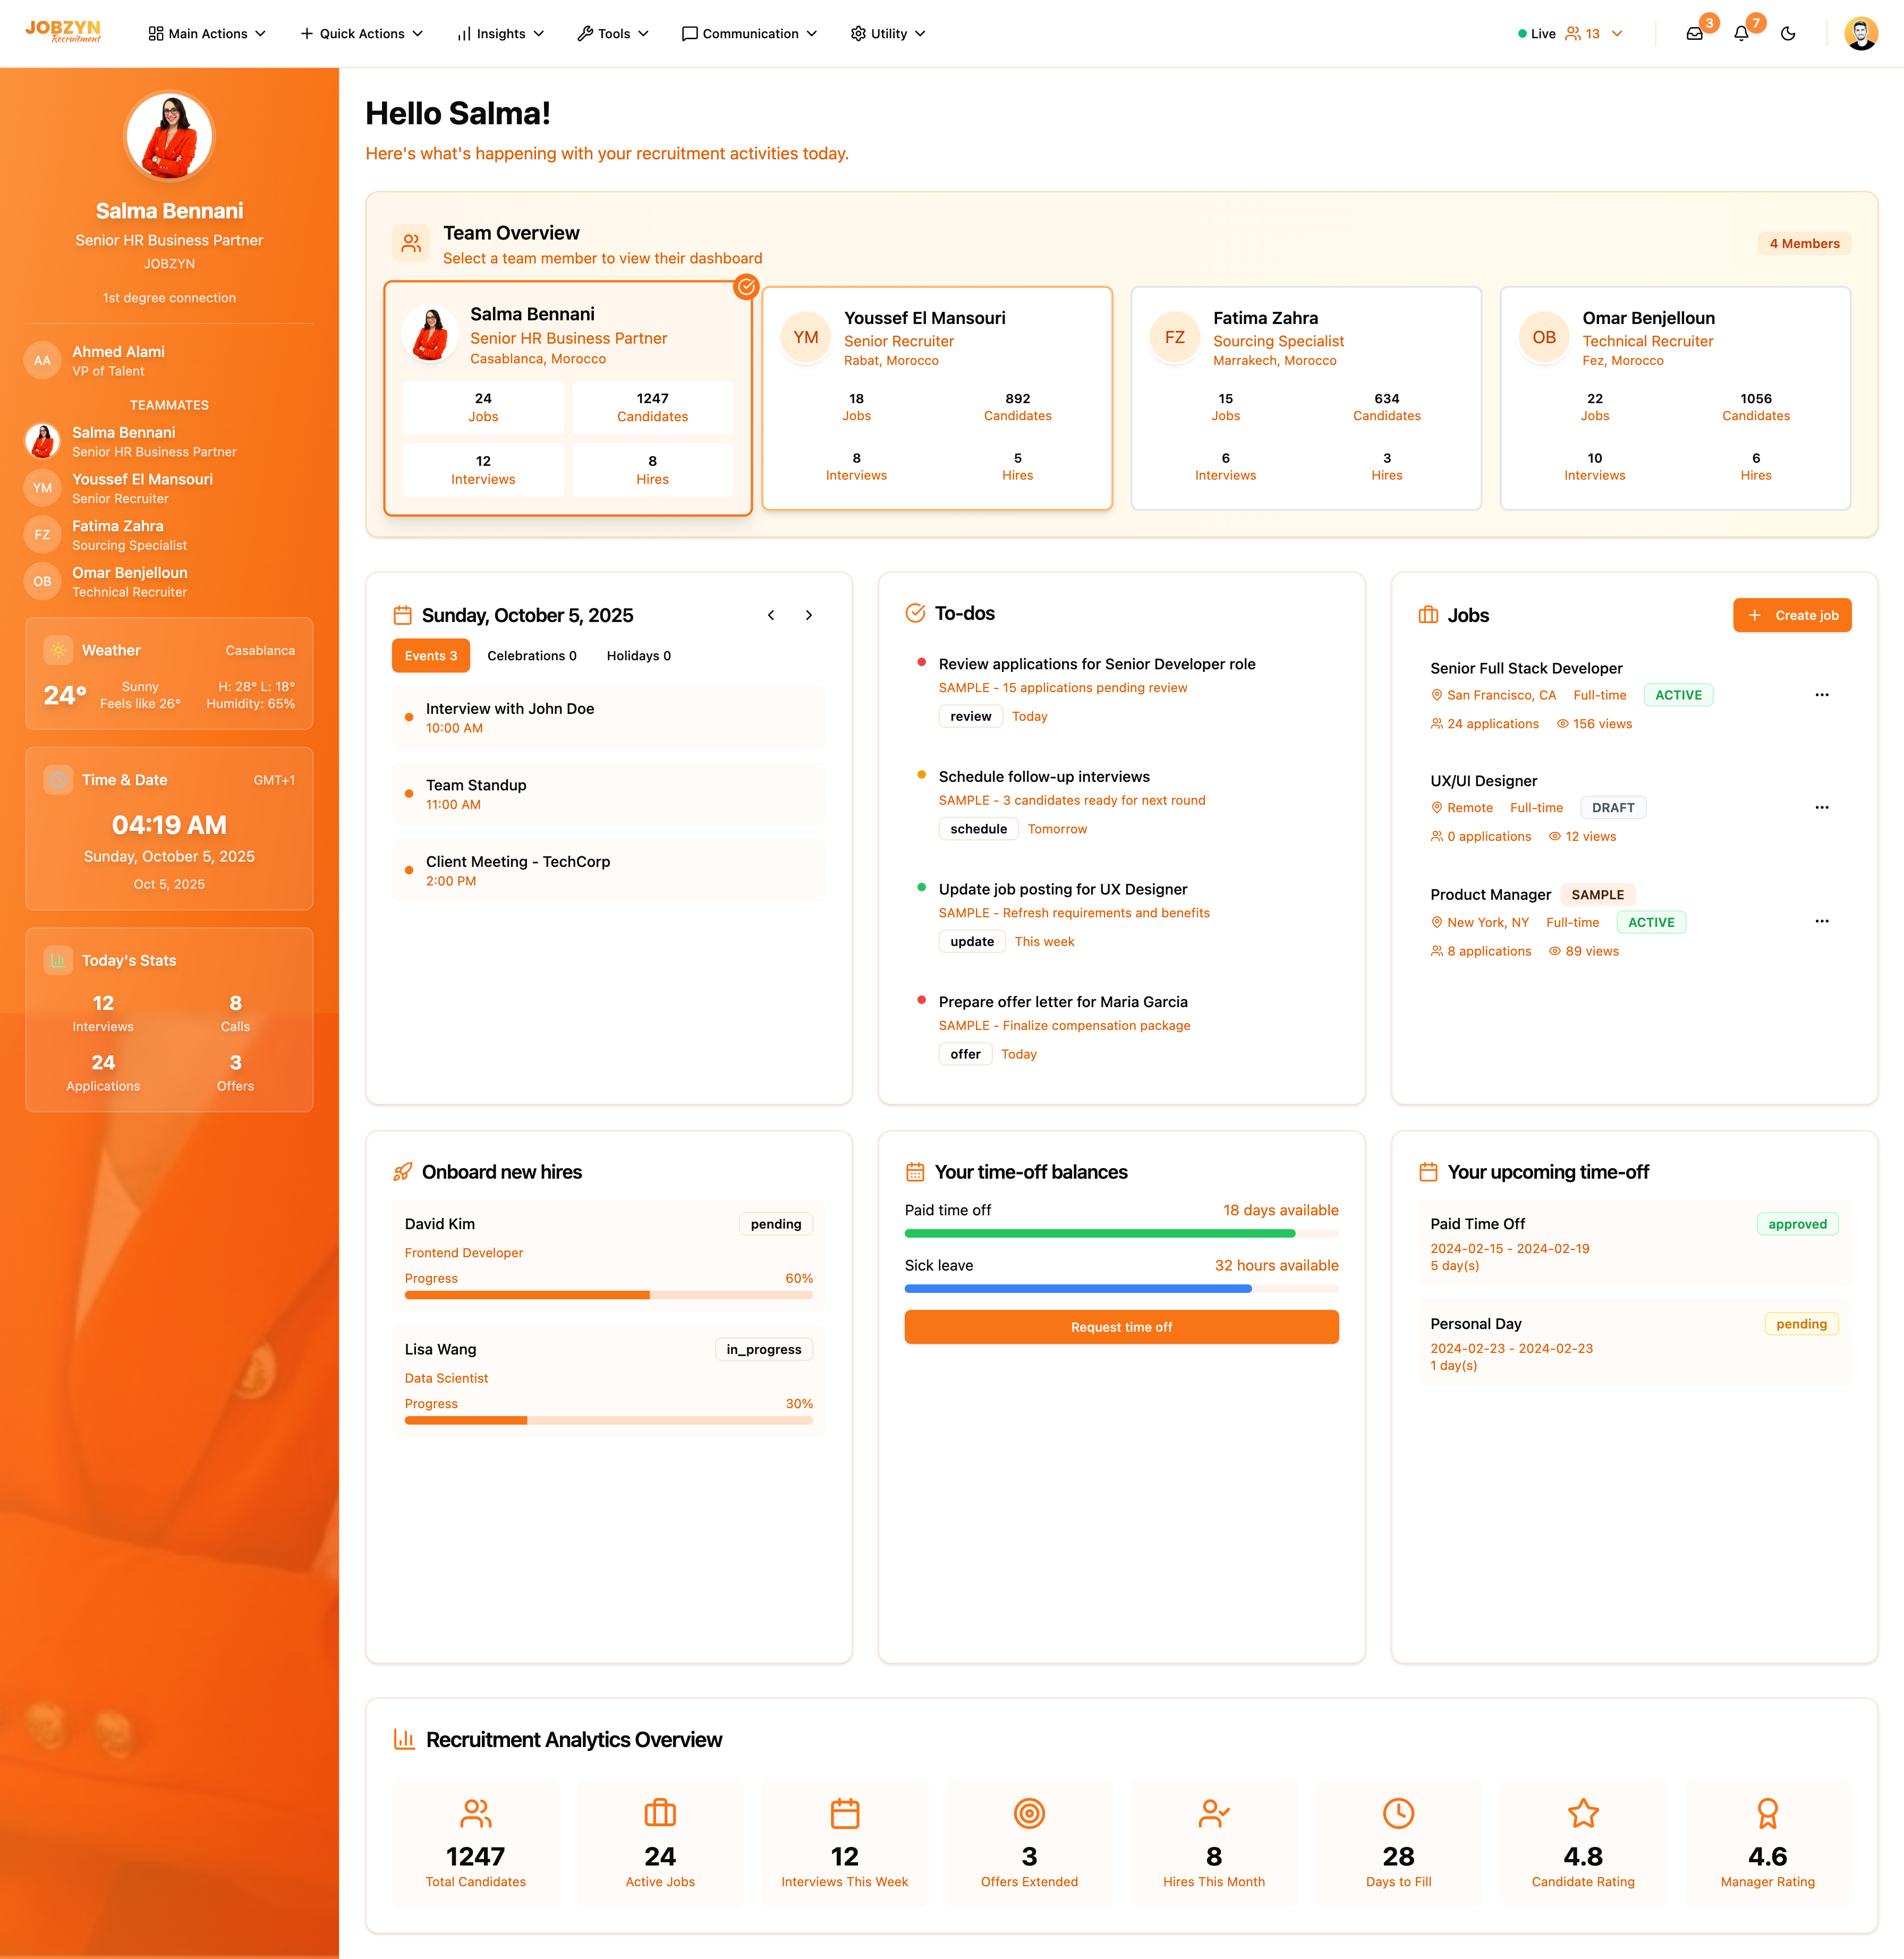 JOBZYN
Recruitment
Main Actions
Quick Actions
Insights
Tools
Communication
Utility
Live 13
3
7
Salma Bennani
Senior HR Business Partner
JOBZYN
1st degree connection
AA
Ahmed Alami
VP of Talent
TEAMMATES
Salma Bennani
Senior HR Business Partner
YM
Youssef El Mansouri
Senior Recruiter
FZ
Fatima Zahra
Sourcing Specialist
OB
Omar Benjelloun
Technical Recruiter
Weather Casablanca
24°
Sunny
Feels like 26°
H: 28° L: 18°
Humidity: 65%
Time & Date GMT+1
04:19 AM
Sunday, October 5, 2025
Oct 5, 2025
Today's Stats
12
Interviews
8
Calls
24
Applications
3
Offers
Hello Salma!
Here's what's happening with your recruitment activities today.
Team Overview
Select a team member to view their dashboard
4 Members
Salma Bennani
Senior HR Business Partner
Casablanca, Morocco
24
Jobs
1247
Candidates
12
Interviews
8
Hires
YM
Youssef El Mansouri
Senior Recruiter
Rabat, Morocco
18
Jobs
892
Candidates
8
Interviews
5
Hires
FZ
Fatima Zahra
Sourcing Specialist
Marrakech, Morocco
15
Jobs
634
Candidates
6
Interviews
3
Hires
OB
Omar Benjelloun
Technical Recruiter
Fez, Morocco
22
Jobs
1056
Candidates
10
Interviews
6
Hires
Sunday, October 5, 2025
Events 3 Celebrations 0 Holidays 0
Interview with John Doe
10:00 AM
Team Standup
11:00 AM
Client Meeting - TechCorp
2:00 PM
To-dos
Review applications for Senior Developer role
SAMPLE - 15 applications pending review
review Today
Schedule follow-up interviews
SAMPLE - 3 candidates ready for next round
schedule Tomorrow
Update job posting for UX Designer
SAMPLE - Refresh requirements and benefits
update This week
Prepare offer letter for Maria Garcia
SAMPLE - Finalize compensation package
offer Today
Jobs
Create job
Senior Full Stack Developer
San Francisco, CA Full-time ACTIVE
24 applications 156 views
UX/UI Designer
Remote Full-time DRAFT
0 applications 12 views
Product Manager SAMPLE
New York, NY Full-time ACTIVE
8 applications 89 views
Onboard new hires
David Kim pending
Frontend Developer
Progress 60%
Lisa Wang in_progress
Data Scientist
Progress 30%
Your time-off balances
Paid time off 18 days available
Sick leave 32 hours available
Request time off
Your upcoming time-off
Paid Time Off approved
2024-02-15 - 2024-02-19
5 day(s)
Personal Day pending
2024-02-23 - 2024-02-23
1 day(s)
Recruitment Analytics Overview
1247
Total Candidates
24
Active Jobs
12
Interviews This Week
3
Offers Extended
8
Hires This Month
28
Days to Fill
4.8
Candidate Rating
4.6
Manager Rating